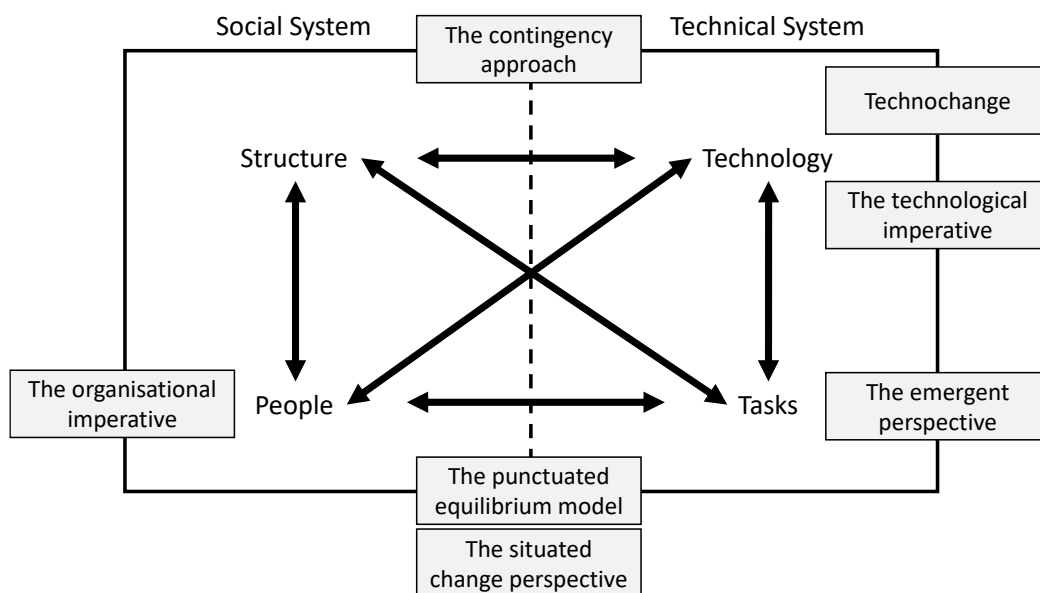 Social System
The contingency
approach
Technical System
Technochange
Structure
Technology
The technological
imperative
The organisational
imperative
People
Tasks
The emergent
perspective
The punctuated
equilibrium model
The situated
change perspective